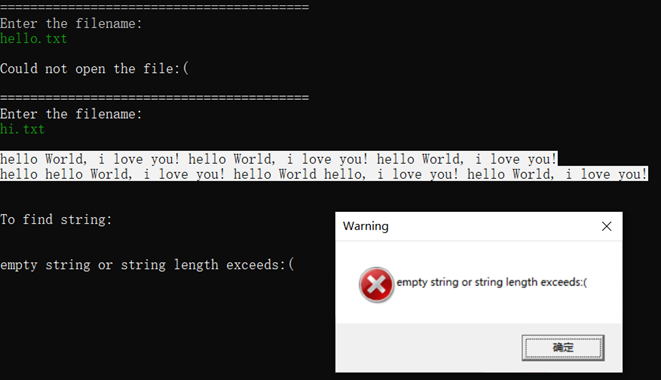 =========================================
Enter the filename:
hello.txt
Could not open the file:(
=========================================
Enter the filename:
hi.txt
hello World, i love you! hello World, i love you! hello World, i love you!
hello hello World, i love you! hello World hello, i love you! hello World, i love you!
To find string:
empty string or string length exceeds:(
Warning
empty string or string length exceeds:(
确定